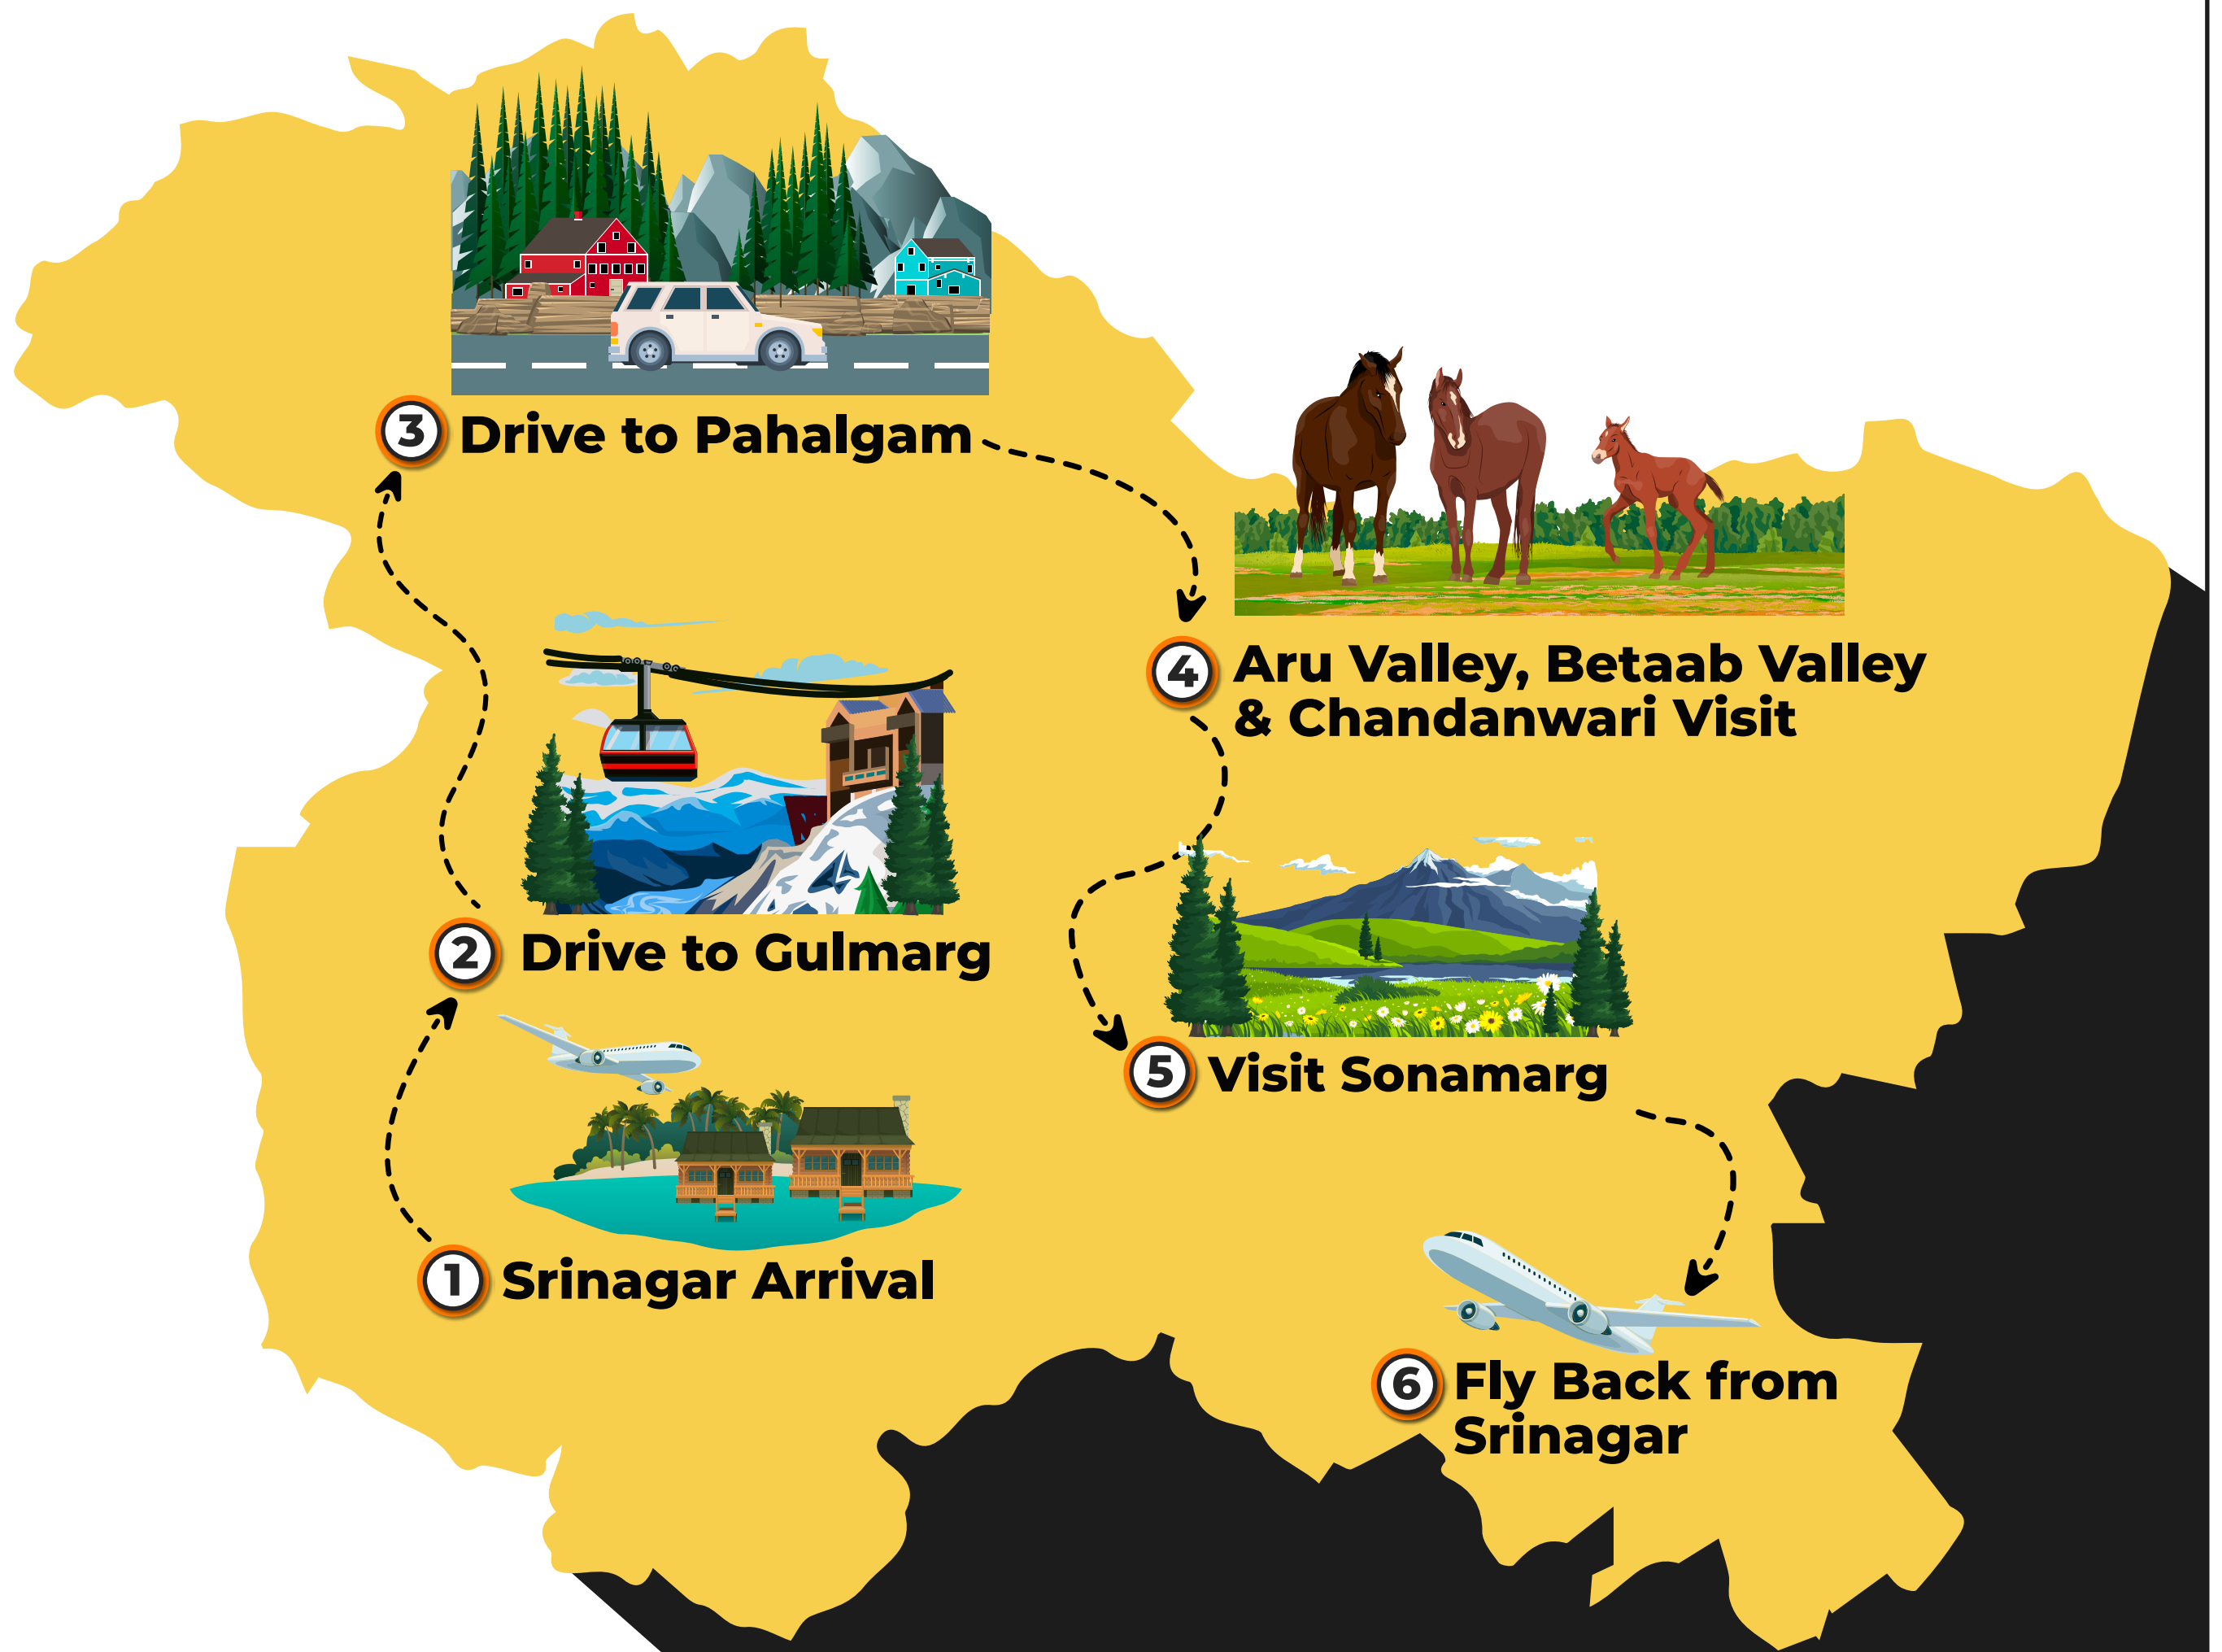 3 Drive to Pahalgam
4 Aru Valley, Betaab Valley
& Chandanwari Visit
2 Drive to Gulmarg
5 Visit Sonamarg
1 Srinagar Arrival
6 Fly Back from
Srinagar